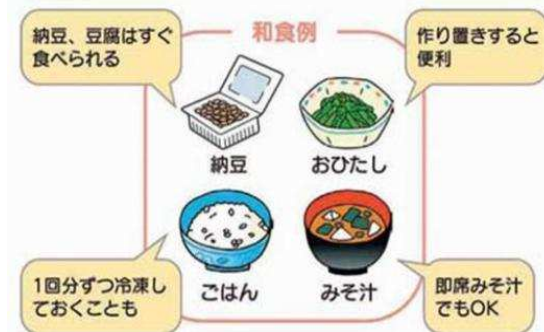 和食例
納豆、豆腐はすぐ
食べられる
作り置きすると
便利
納豆
おひたし
ごはん
みそ汁
1回分ずつ冷凍し
ておくことも
即席みそ汁
でもOK